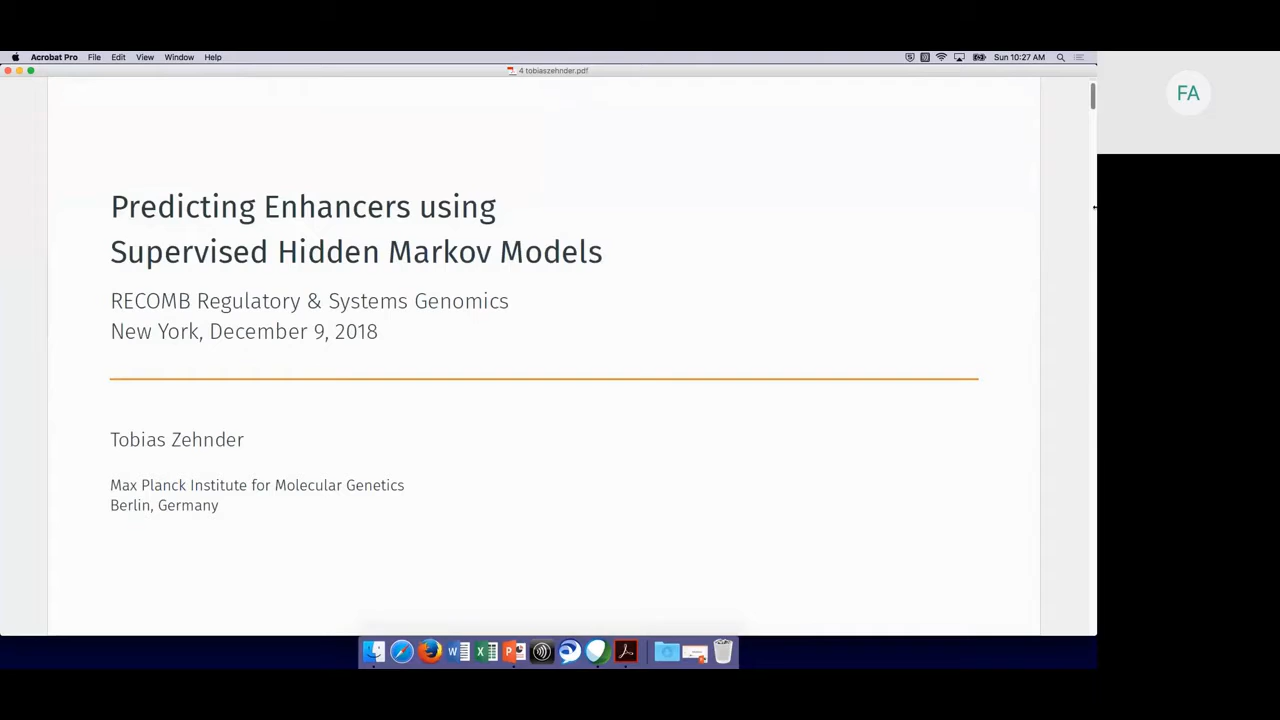 Acrobat Pro File Edit View Window Help Sun 10:27 AM
4 tobiaszehnder.pdf
FA
Predicting Enhancers using
Supervised Hidden Markov Models
RECOMB Regulatory & Systems Genomics
New York, December 9, 2018
Tobias Zehnder
Max Planck Institute for Molecular Genetics
Berlin, Germany